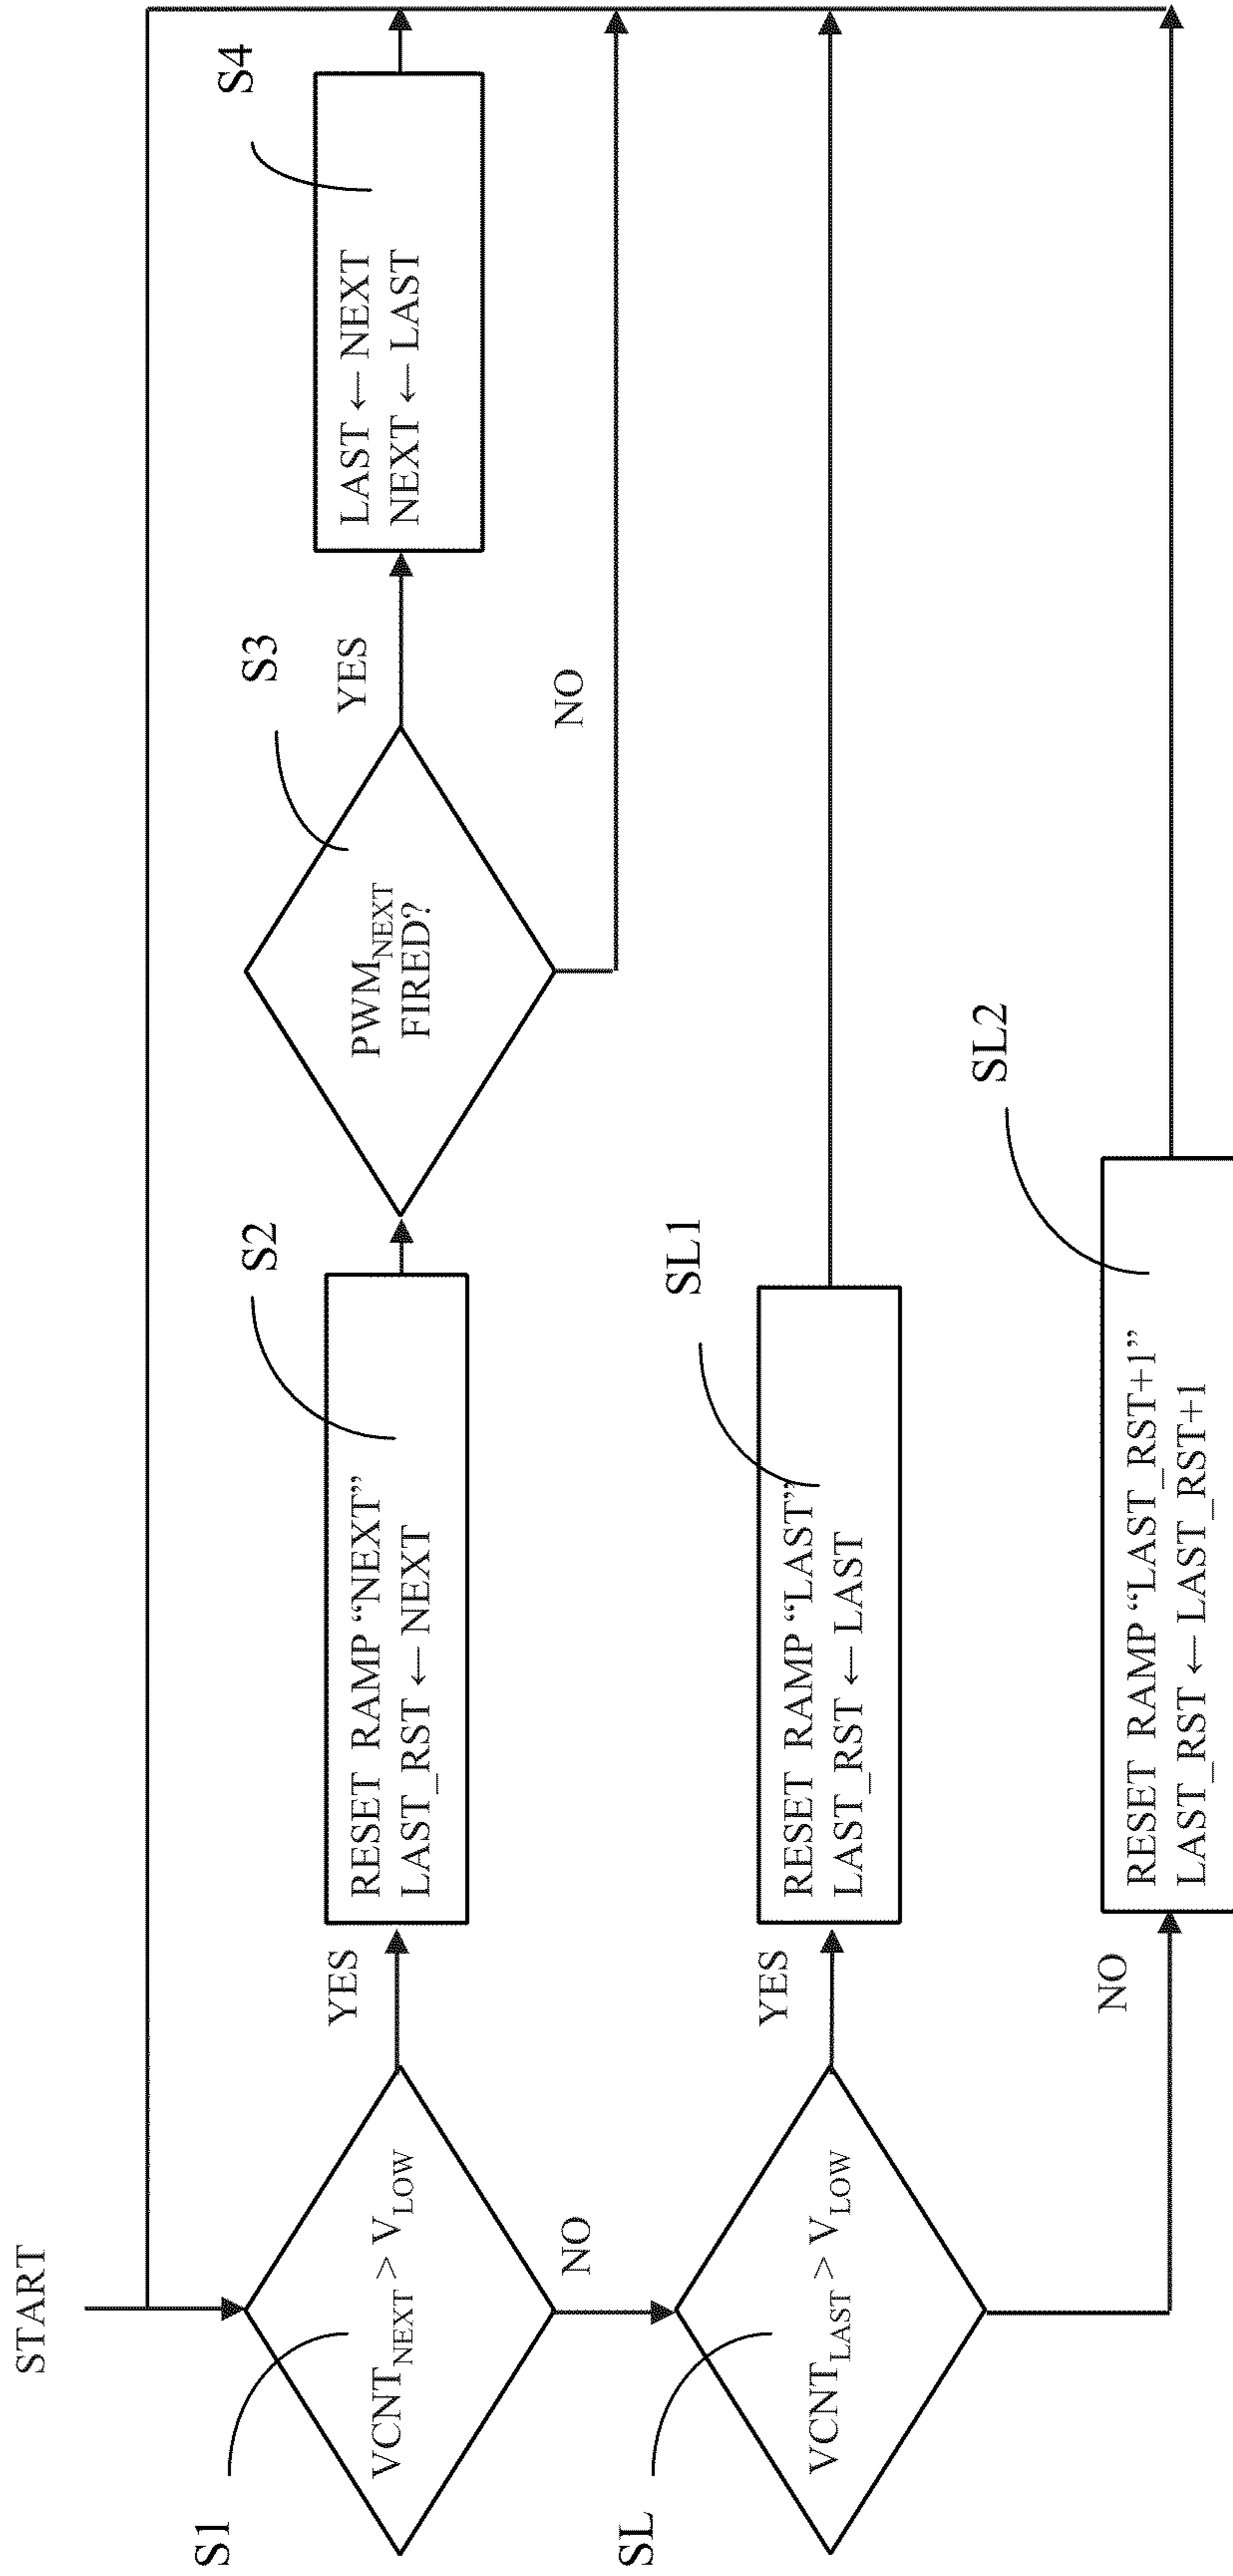 START
S1
VCNT_NEXT > V_LOW
YES
NO
S2
RESET RAMP “NEXT”
LAST_RST ← NEXT
S3
PWM_NEXT
FIRED?
YES
NO
S4
LAST ← NEXT
NEXT ← LAST
SL
VCNT_LAST > V_LOW
YES
NO
SL1
RESET RAMP “LAST”
LAST_RST ← LAST
SL2
RESET RAMP “LAST_RST+1”
LAST_RST ← LAST_RST+1